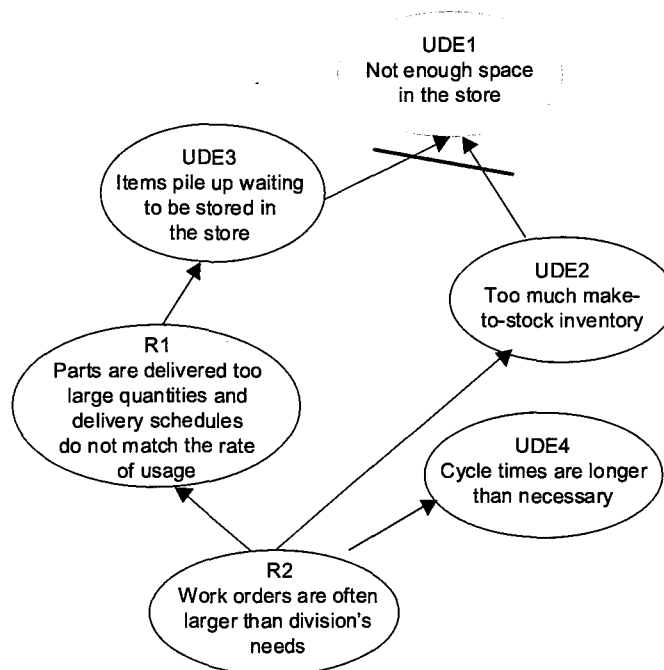 UDE1
Not enough space
in the store
UDE3
Items pile up waiting
to be stored in
the store
UDE2
Too much make-
to-stock inventory
R1
Parts are delivered too
large quantities and
delivery schedules
do not match the rate
of usage
UDE4
Cycle times are longer
than necessary
R2
Work orders are often
larger than division's
needs